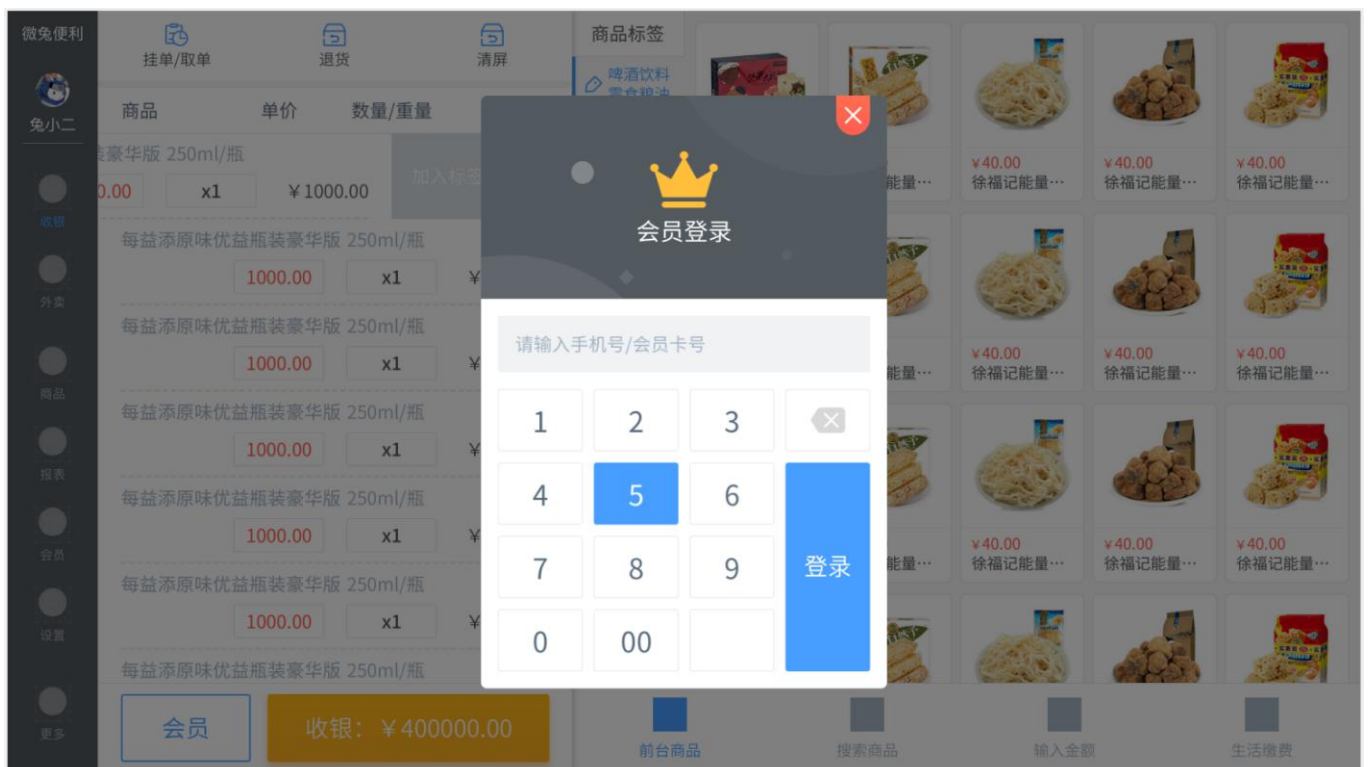 微兔便利
兔小二
收银
外卖
商品
报表
会员
设置
更多
挂单/取单
退货
清屏
商品 单价 数量/重量
装豪华版 250ml/瓶
0.00 x1 ¥1000.00
加入标签
每益添原味优益瓶装豪华版 250ml/瓶
1000.00 x1 ¥
每益添原味优益瓶装豪华版 250ml/瓶
1000.00 x1 ¥
每益添原味优益瓶装豪华版 250ml/瓶
1000.00 x1 ¥
每益添原味优益瓶装豪华版 250ml/瓶
1000.00 x1 ¥
每益添原味优益瓶装豪华版 250ml/瓶
1000.00 x1 ¥
每益添原味优益瓶装豪华版 250ml/瓶
会员
收银：¥400000.00
商品标签
啤酒饮料
零食粮油
会员登录
请输入手机号/会员卡号
1 2 3
4 5 6
7 8 9
0 00
登录
¥40.00 ¥40.00 ¥40.00
能量… 徐福记能量… 徐福记能量… 徐福记能量…
¥40.00 ¥40.00 ¥40.00
能量… 徐福记能量… 徐福记能量… 徐福记能量…
¥40.00 ¥40.00 ¥40.00
能量… 徐福记能量… 徐福记能量… 徐福记能量…
前台商品
搜索商品
输入金额
生活缴费